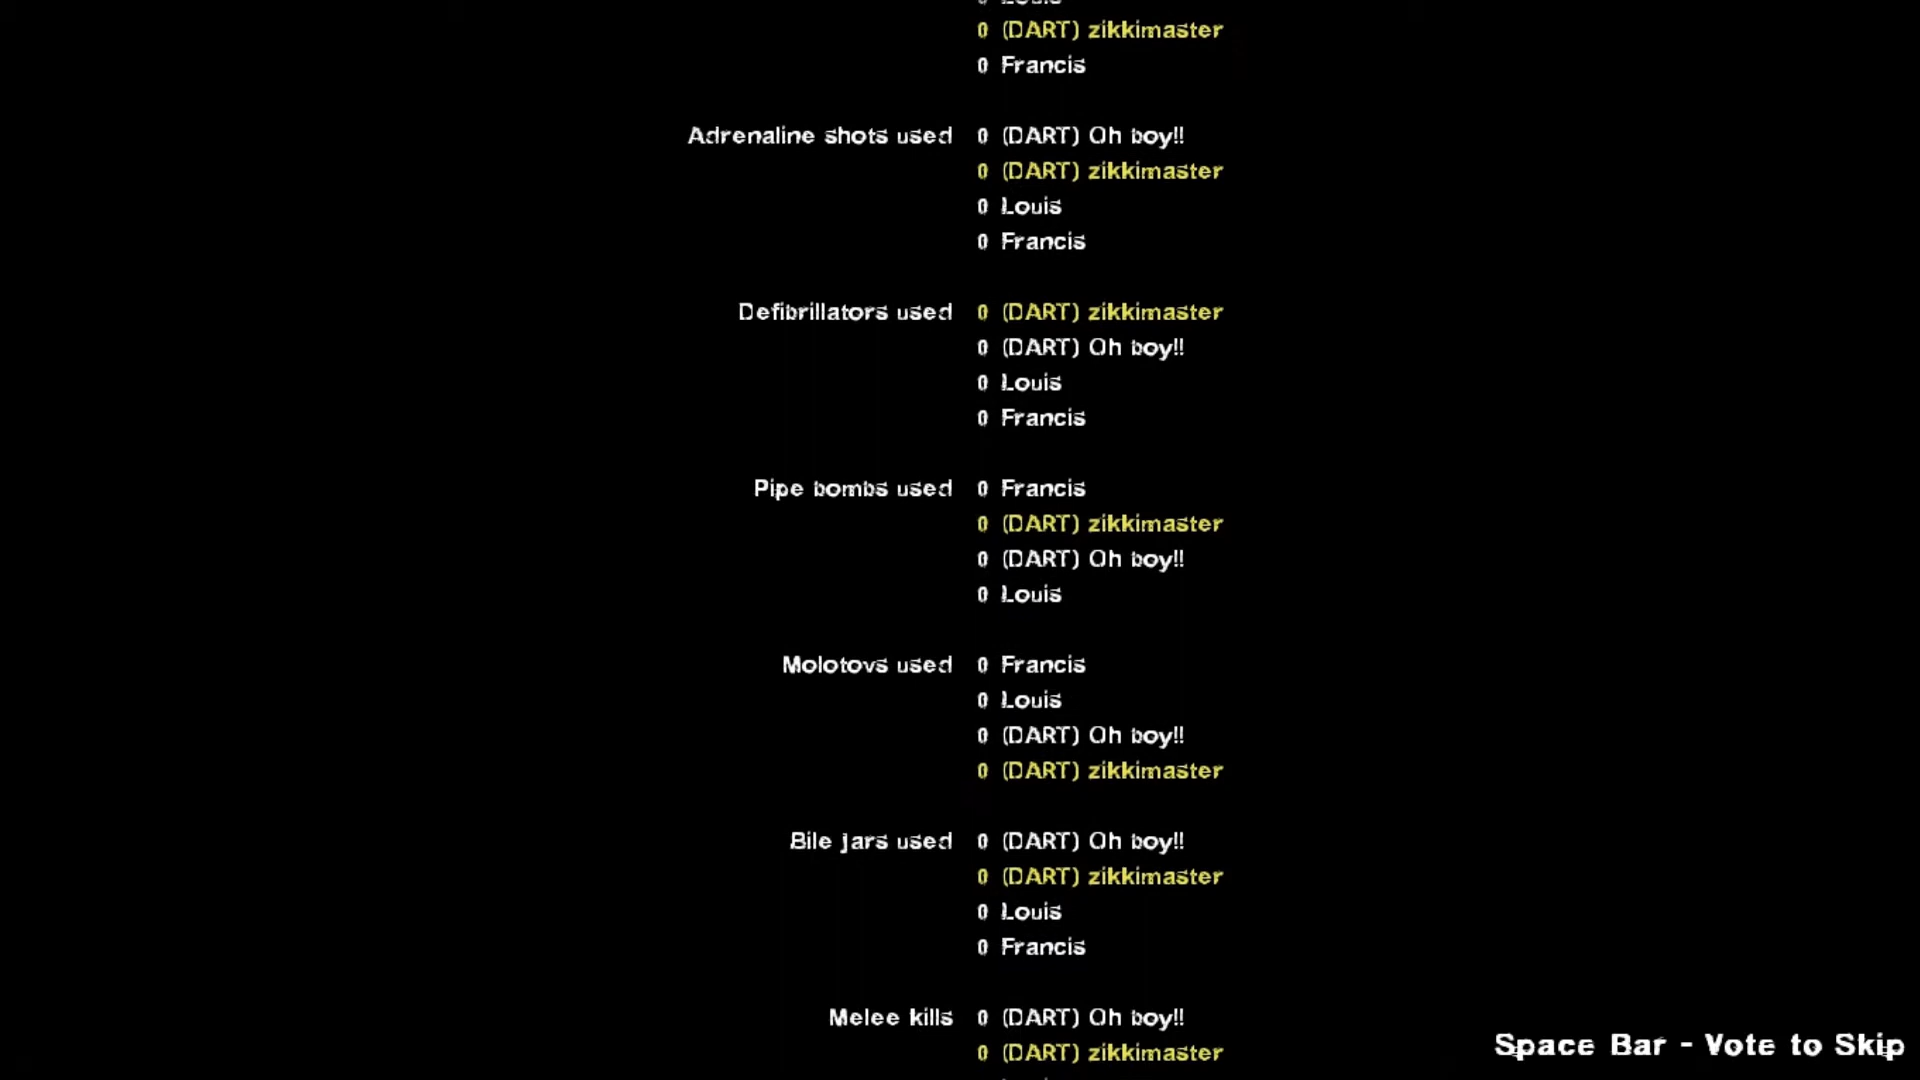 0 (DART) zikkimaster
0 Francis
Adrenaline shots used 0 (DART) Oh boy!!
0 (DART) zikkimaster
0 Louis
0 Francis
Defibrillators used 0 (DART) zikkimaster
0 (DART) Oh boy!!
0 Louis
0 Francis
Pipe bombs used 0 Francis
0 (DART) zikkimaster
0 (DART) Oh boy!!
0 Louis
Molotovs used 0 Francis
0 Louis
0 (DART) Oh boy!!
0 (DART) zikkimaster
Bile jars used 0 (DART) Oh boy!!
0 (DART) zikkimaster
0 Louis
0 Francis
Melee kills 0 (DART) Oh boy!!
0 (DART) zikkimaster
Space Bar - Vote to Skip